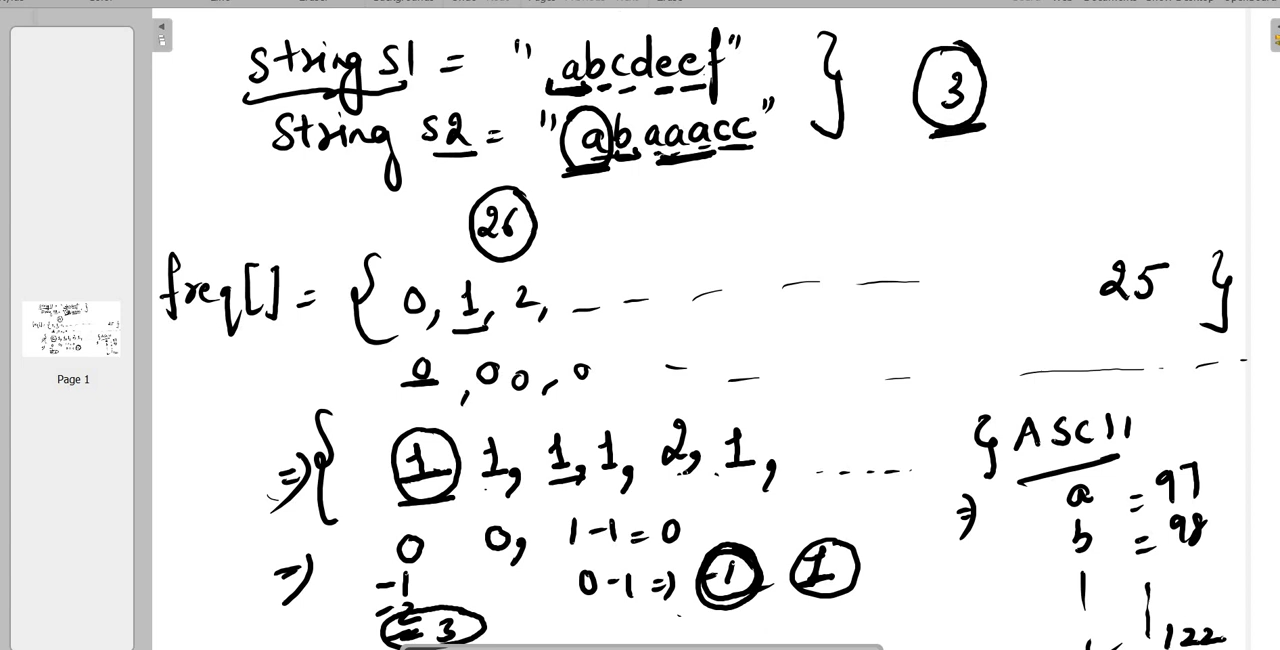 string s1 = "abcdeef" } 3
string s2 = "abaaacc"
26
freq[] = { 0, 1, 2, 25 }
0, 0 0, 0
=> { 1 1, 1, 1, 2, 1, ..... } ASCII
=> a = 97
0 0, 1-1=0 b = 98
=> -1 0-1 => -1 1
-2
-3 122
Page 1